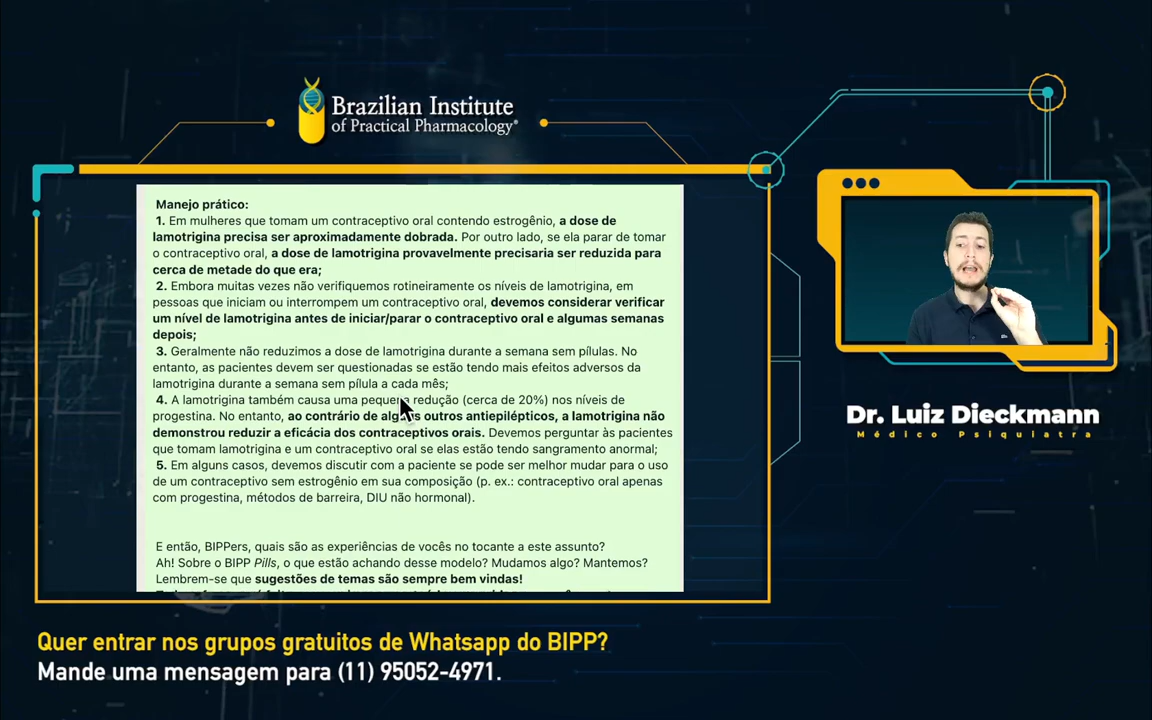 Brazilian Institute
of Practical Pharmacology®
Manejo prático:
1. Em mulheres que tomam um contraceptivo oral contendo estrogênio, a dose de
lamotrigina precisa ser aproximadamente dobrada. Por outro lado, se ela parar de tomar
o contraceptivo oral, a dose de lamotrigina provavelmente precisaria ser reduzida para
cerca de metade do que era;
2. Embora muitas vezes não verifiquemos rotineiramente os níveis de lamotrigina, em
pessoas que iniciam ou interrompem um contraceptivo oral, devemos considerar verificar
um nível de lamotrigina antes de iniciar/parar o contraceptivo oral e algumas semanas
depois;
3. Geralmente não reduzimos a dose de lamotrigina durante a semana sem pílulas. No
entanto, as pacientes devem ser questionadas se estão tendo mais efeitos adversos da
lamotrigina durante a semana sem pílula a cada mês;
4. A lamotrigina também causa uma pequena redução (cerca de 20%) nos níveis de
progestina. No entanto, ao contrário de alguns outros antiepilépticos, a lamotrigina não
demonstrou reduzir a eficácia dos contraceptivos orais. Devemos perguntar às pacientes
que tomam lamotrigina e um contraceptivo oral se elas estão tendo sangramento anormal;
5. Em alguns casos, devemos discutir com a paciente se pode ser melhor mudar para o uso
de um contraceptivo sem estrogênio em sua composição (p. ex.: contraceptivo oral apenas
com progestina, métodos de barreira, DIU não hormonal).
E então, BIPPers, quais são as experiências de vocês no tocante a este assunto?
Ah! Sobre o BIPP Pills, o que estão achando desse modelo? Mudamos algo? Mantemos?
Lembrem-se que sugestões de temas são sempre bem vindas!
Dr. Luiz Dieckmann
Médico Psiquiatra
Quer entrar nos grupos gratuitos de Whatsapp do BIPP?
Mande uma mensagem para (11) 95052-4971.